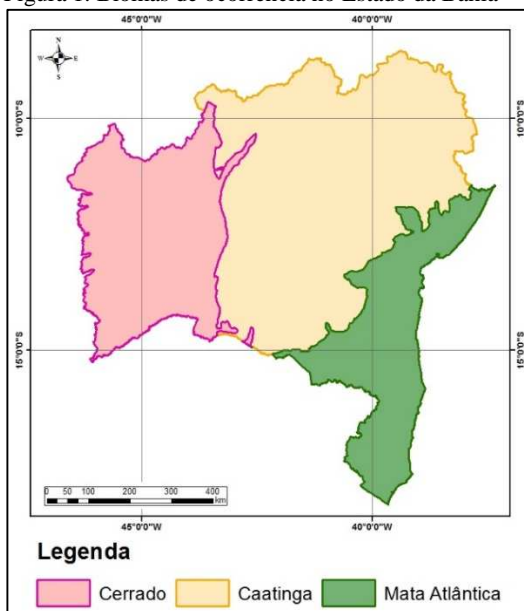 Figura 1. Biomas de ocorrência no Estado da Bahia
N
W E
S
45°0'0"W 40°0'0"W
10°0'0"S 10°0'0"S
15°0'0"S 15°0'0"S
0 50 100 200 300 400
km
45°0'0"W 40°0'0"W
Legenda
Cerrado Caatinga Mata Atlântica